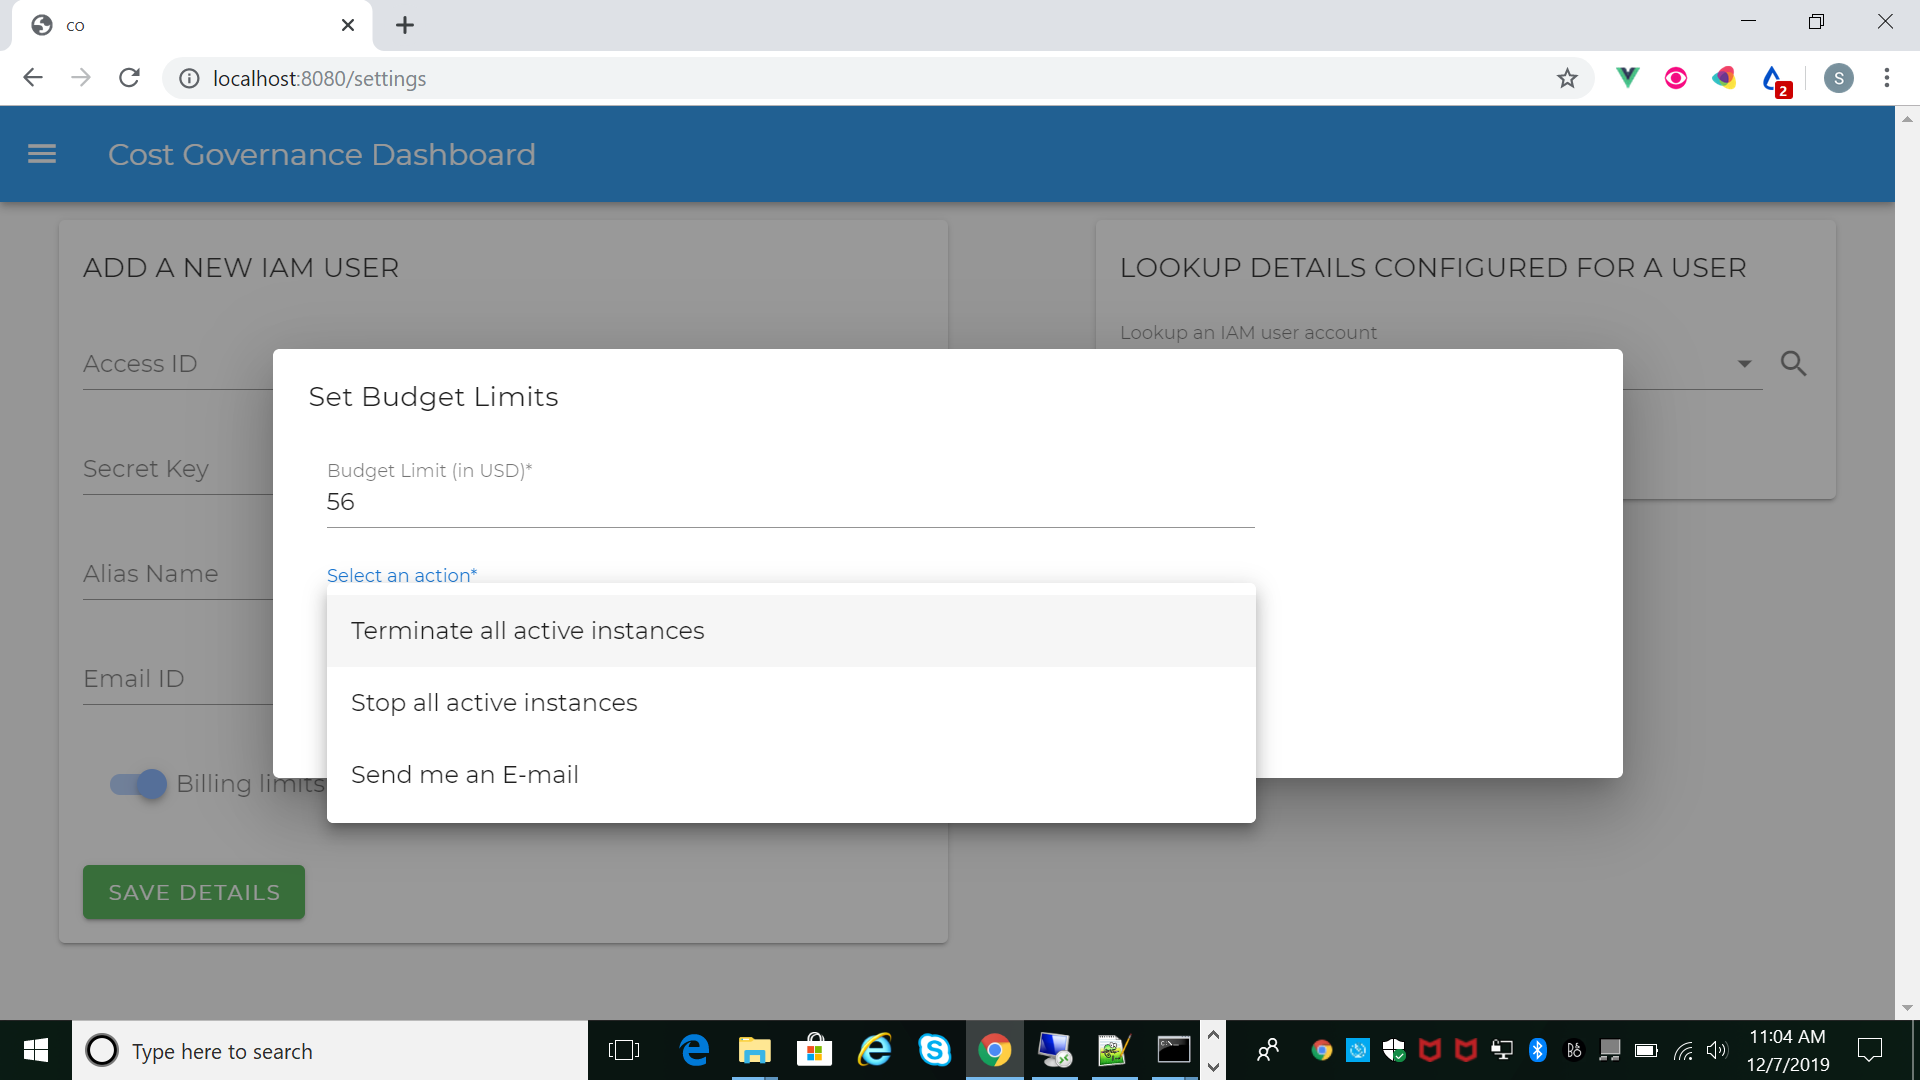 co
localhost:8080/settings
2
S
Cost Governance Dashboard
ADD A NEW IAM USER
LOOKUP DETAILS CONFIGURED FOR A USER
Lookup an IAM user account
Access ID
Set Budget Limits
Budget Limit (in USD)*
56
Secret Key
Select an action*
Alias Name
Terminate all active instances
Stop all active instances
Email ID
Send me an E-mail
Billing limits
SAVE DETAILS
Type here to search
11:04 AM
12/7/2019